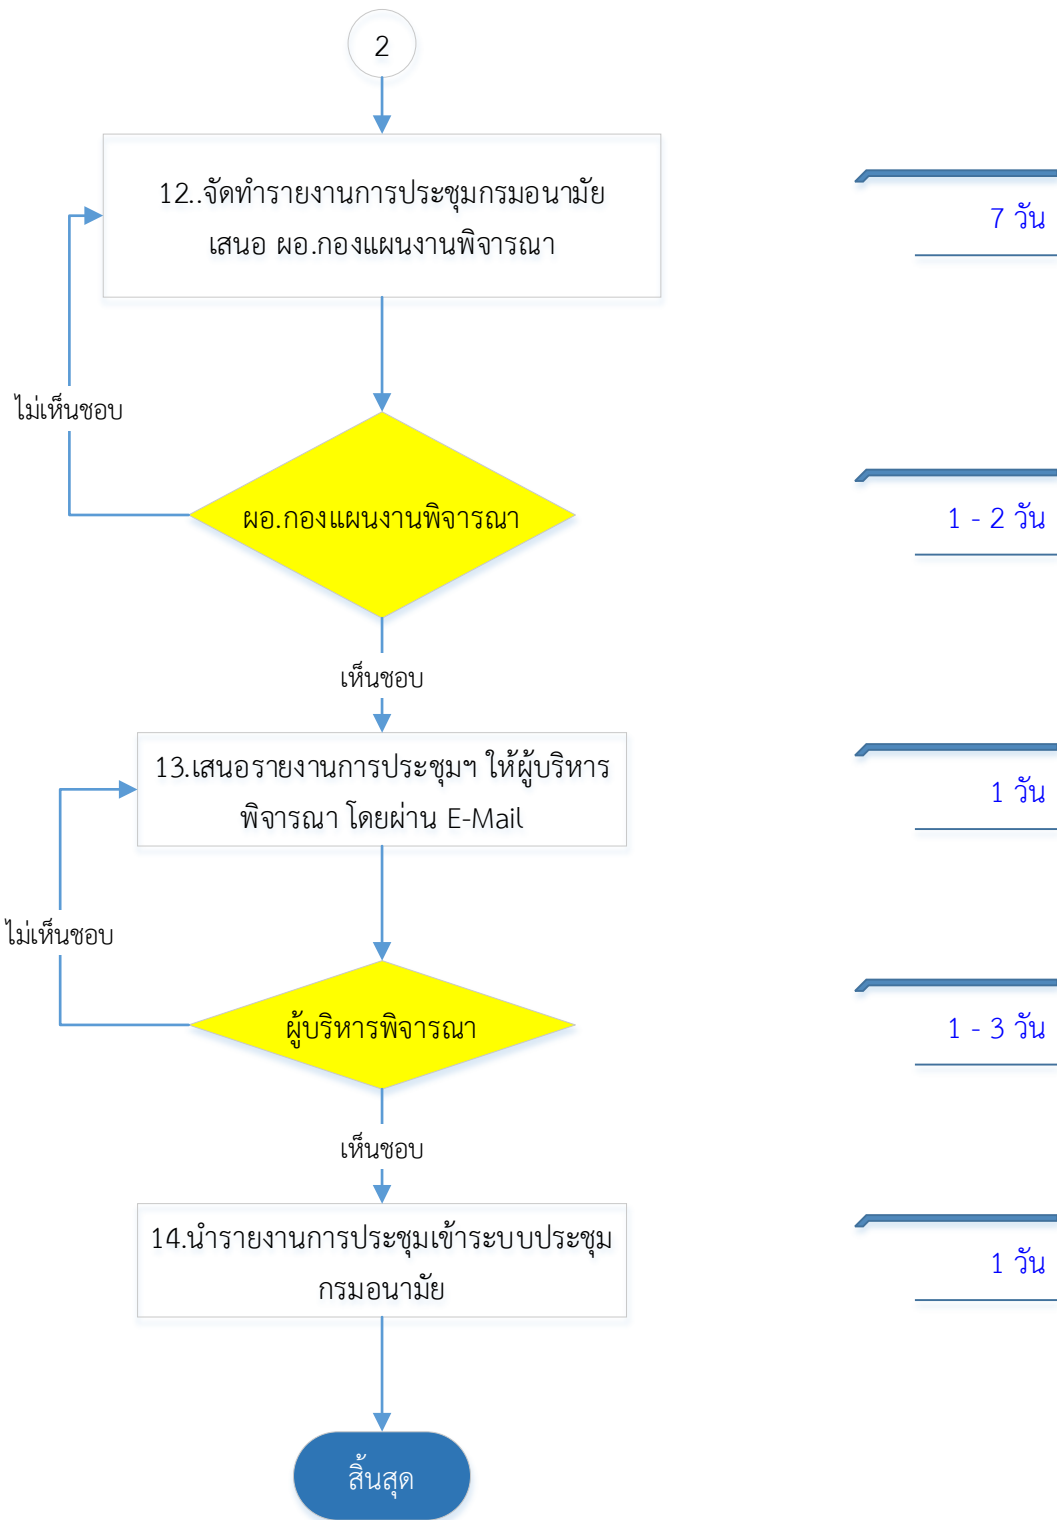 2
12..จัดทำรายงานการประชุมกรมอนามัย
เสนอ ผอ.กองแผนงานพิจารณา
7 วัน
ไม่เห็นชอบ
ผอ.กองแผนงานพิจารณา
1 - 2 วัน
เห็นชอบ
13.เสนอรายงานการประชุมฯ ให้ผู้บริหาร
พิจารณา โดยผ่าน E-Mail
1 วัน
ไม่เห็นชอบ
ผู้บริหารพิจารณา
1 - 3 วัน
เห็นชอบ
14.นำรายงานการประชุมเข้าระบบประชุม
กรมอนามัย
1 วัน
สิ้นสุด